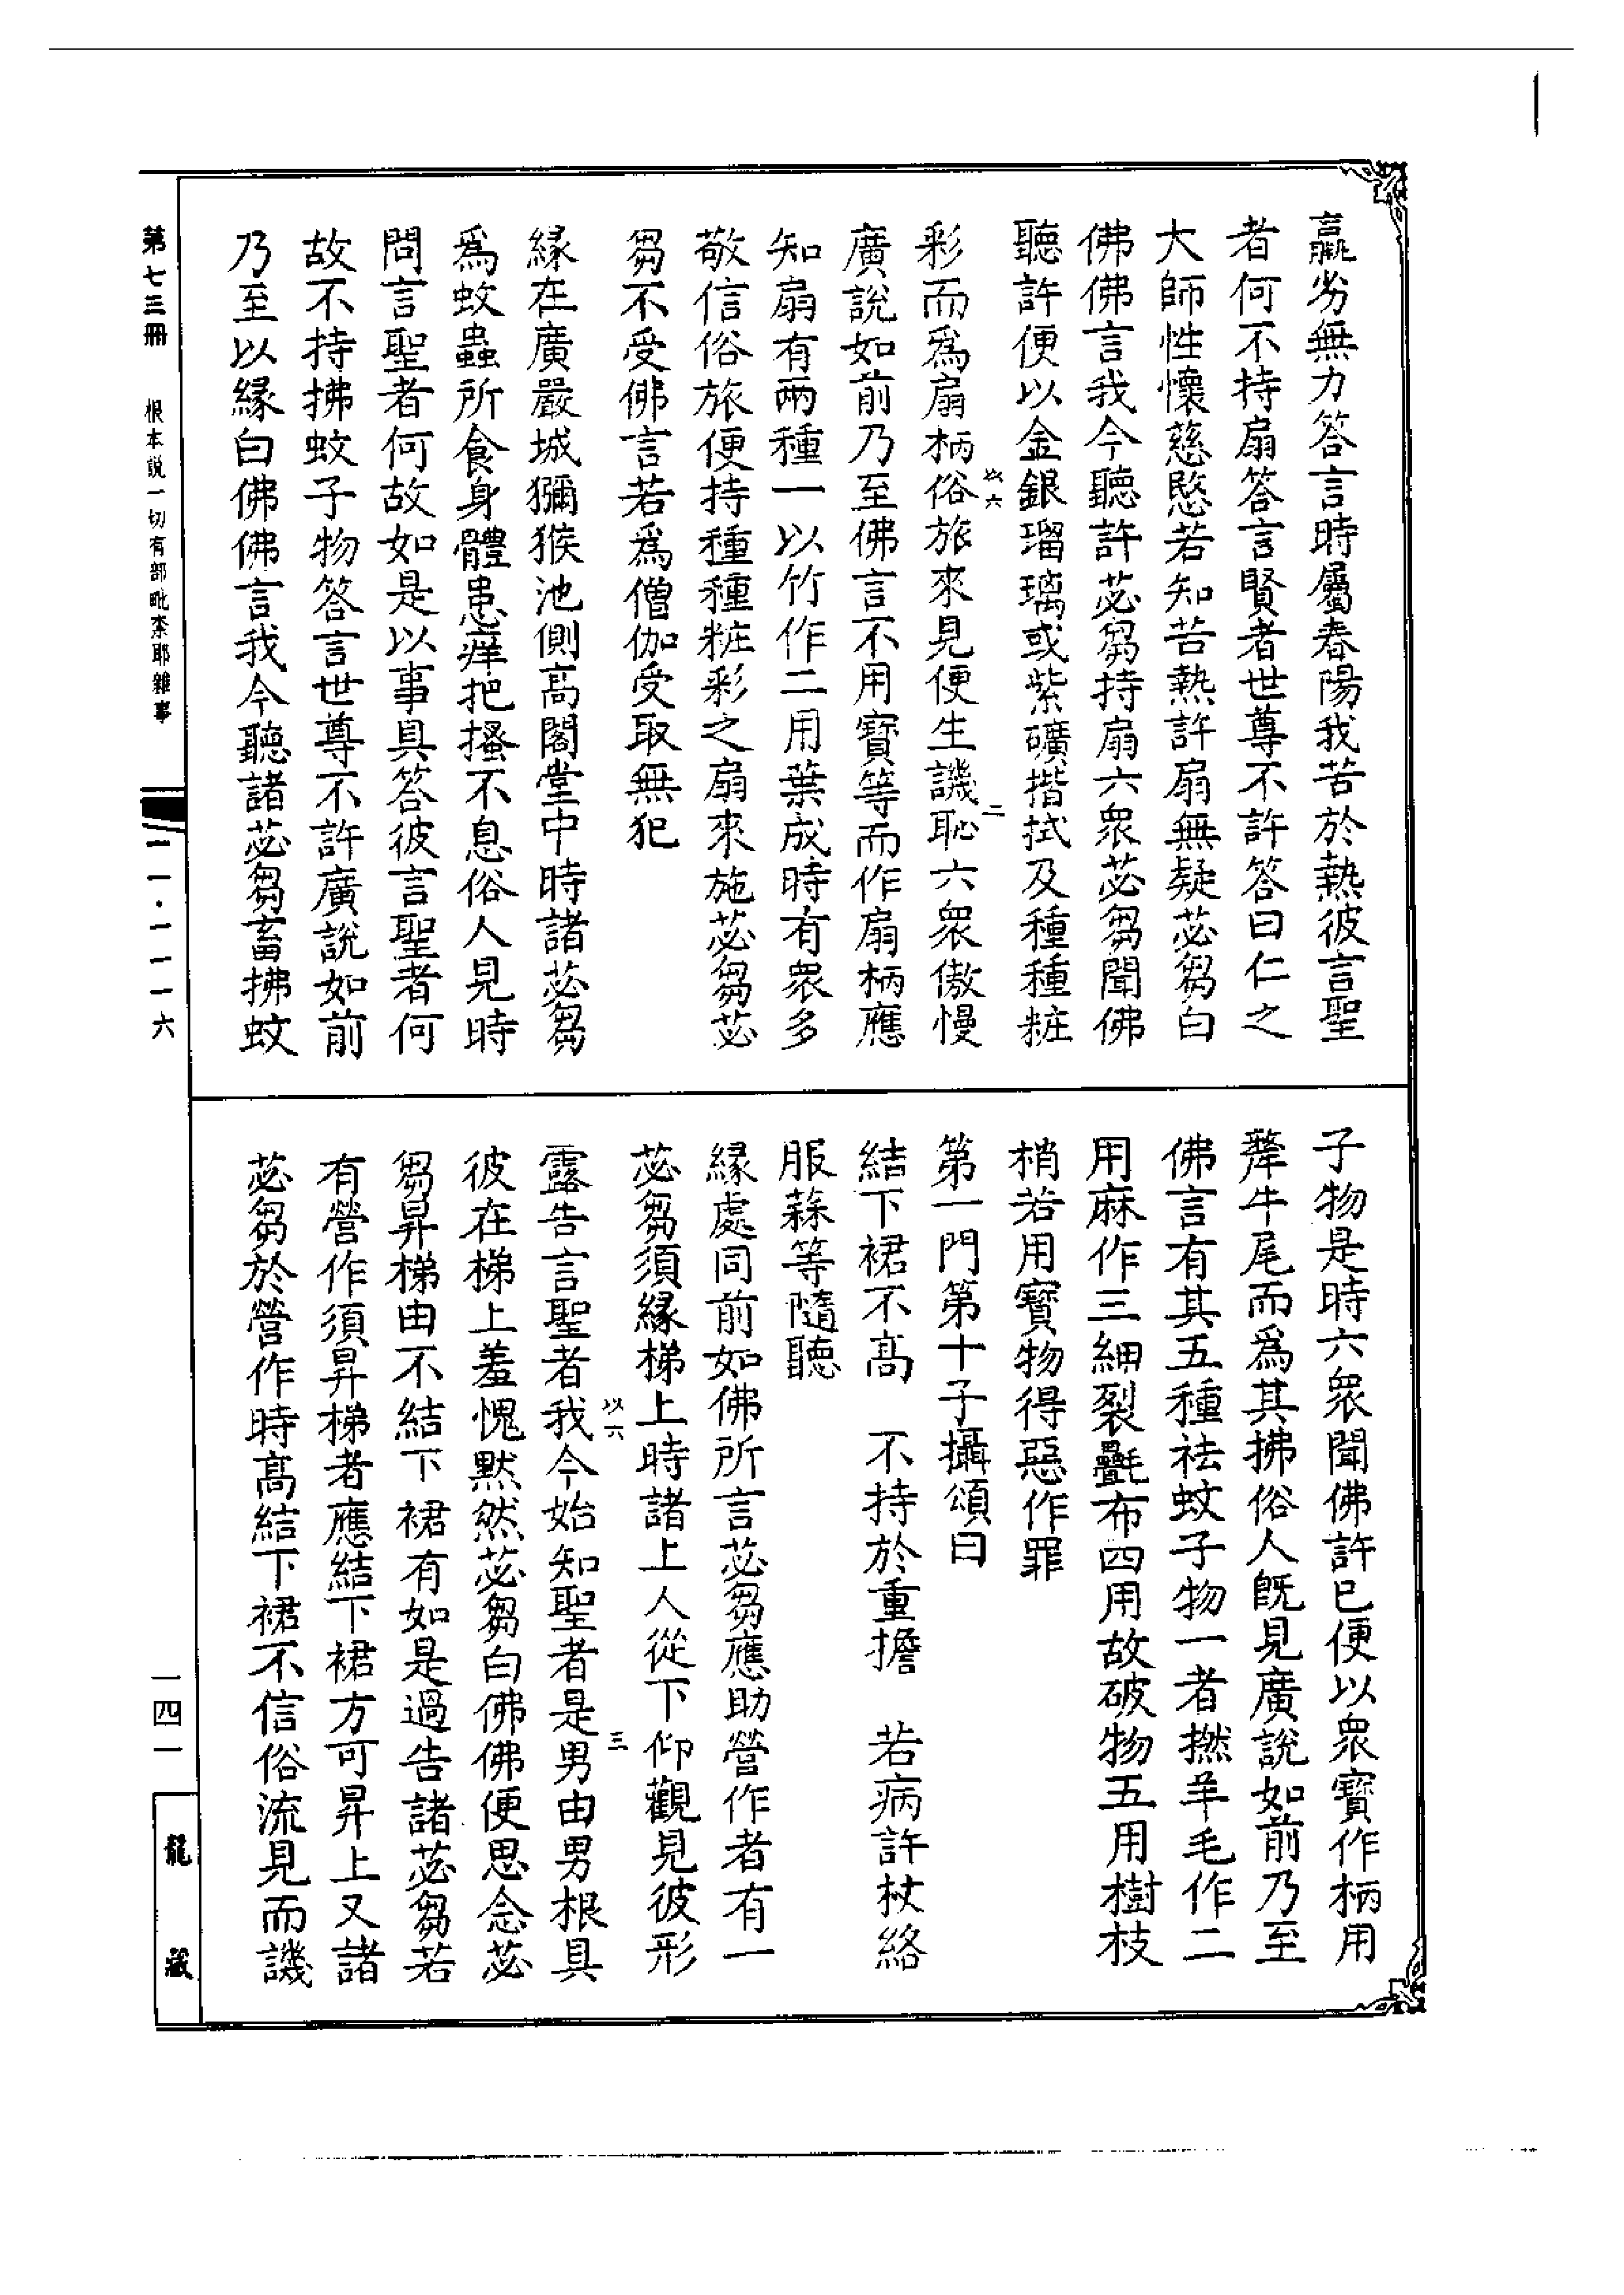 羸劣無力答言時屬春陽我苦於熱彼言聖
者何不持扇答言賢者世尊不許答曰仁之
大師性懷慈愍若知苦熱許扇無疑苾芻白
佛佛言我今聽許苾芻持扇六衆苾芻聞佛
聽許便以金銀瑠璃或紫礦揩拭及種種粧
以六
二
彩而爲扇柄俗旅來見便生譏恥六衆傲慢
廣說如前乃至佛言不用寶等而作扇柄應
知扇有兩種一以竹作二用葉成時有衆多
敬信俗旅便持種種粧彩之扇來施苾芻苾
芻不受佛言若爲僧伽受取無犯
緣在廣嚴城獼猴池側高閣堂中時諸苾芻
爲蚊蟲所食身體患痒把搔不息俗人見時
問言聖者何故如是以事具答彼言聖者何
故不持拂蚊子物答言世尊不許廣說如前
乃至以緣白佛佛言我今聽諸苾芻畜拂蚊
子物是時六衆聞佛許已便以衆寶作柄用
犛牛尾而爲其拂俗人旣見廣說如前乃至
佛言有其五種祛蚊子物一者撚羊毛作二
用麻作三細裂氎布四用故破物五用樹枝
梢若用寶物得惡作罪
第一門第十子攝頌曰
結下裙不高　不持於重擔　若病許杖絡
服蒜等隨聽
緣處同前如佛所言苾芻應助營作者有一
苾芻須緣梯上時諸上人從下仰觀見彼形
以六
三
露告言聖者我今始知聖者是男由男根具
彼在梯上羞愧默然苾芻白佛佛便思念苾
芻昇梯由不結下裙有如是過告諸苾芻若
有營作須昇梯者應結下裙方可昇上又諸
苾芻於營作時高結下裙不信俗流見而譏
第七三冊　根本説一切有部毗奈耶雜事
一一·一一一六
一四一
龍藏